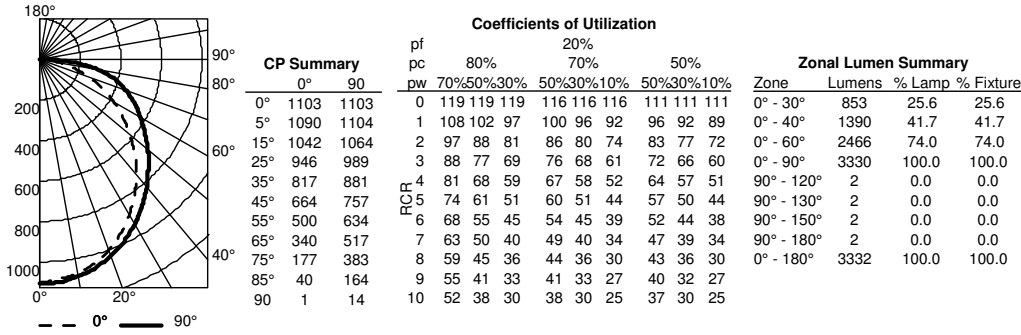 180°
90°
80°
60°
40°
200
400
600
800
1000
0° 20°
0° 90°
CP Summary
0° 90
0° 1103 1103
5° 1090 1104
15° 1042 1064
25° 946 989
35° 817 881
45° 664 757
55° 500 634
65° 340 517
75° 177 383
85° 40 164
90 1 14
Coefficients of Utilization
pf 20%
pc 80% 70% 50%
pw 70%50%30% 50%30%10% 50%30%10%
RCR
0 119 119 119 116 116 116 111 111 111
1 108 102 97 100 96 92 96 92 89
2 97 88 81 86 80 74 83 77 72
3 88 77 69 76 68 61 72 66 60
4 81 68 59 67 58 52 64 57 51
5 74 61 51 60 51 44 57 50 44
6 68 55 45 54 45 39 52 44 38
7 63 50 40 49 40 34 47 39 34
8 59 45 36 44 36 30 43 36 30
9 55 41 33 41 33 27 40 32 27
10 52 38 30 38 30 25 37 30 25
Zonal Lumen Summary
Zone Lumens % Lamp % Fixture
0° - 30° 853 25.6 25.6
0° - 40° 1390 41.7 41.7
0° - 60° 2466 74.0 74.0
0° - 90° 3330 100.0 100.0
90° - 120° 2 0.0 0.0
90° - 130° 2 0.0 0.0
90° - 150° 2 0.0 0.0
90° - 180° 2 0.0 0.0
0° - 180° 3332 100.0 100.0